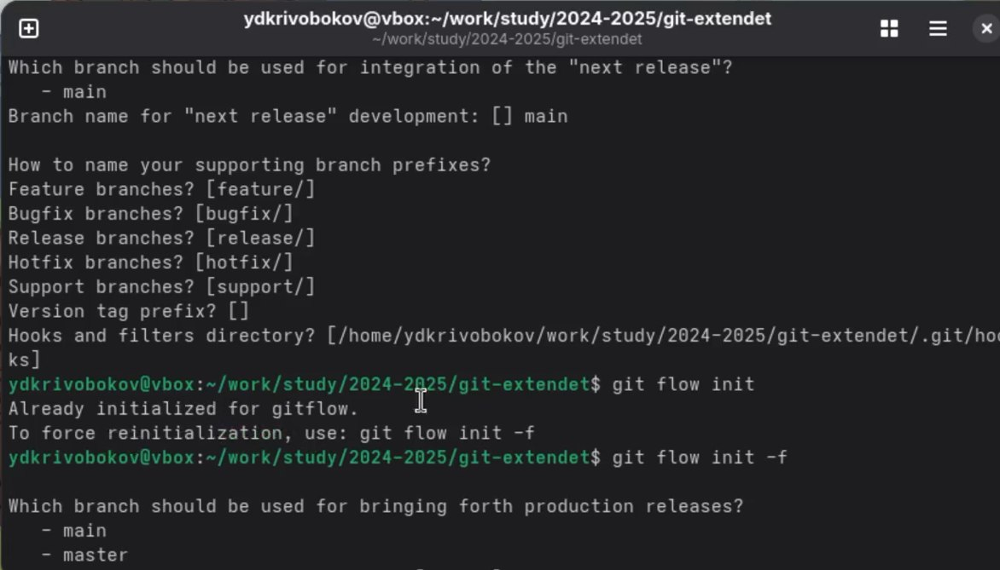 ydkrivobokov@vbox:~/work/study/2024-2025/git-extendet
~/work/study/2024-2025/git-extendet
Which branch should be used for integration of the "next release"?
   - main
Branch name for "next release" development: [] main
How to name your supporting branch prefixes?
Feature branches? [feature/]
Bugfix branches? [bugfix/]
Release branches? [release/]
Hotfix branches? [hotfix/]
Support branches? [support/]
Version tag prefix? []
Hooks and filters directory? [/home/ydkrivobokov/work/study/2024-2025/git-extendet/.git/hoo
ks]
ydkrivobokov@vbox:~/work/study/2024-2025/git-extendet$ git flow init
Already initialized for gitflow.
To force reinitialization, use: git flow init -f
ydkrivobokov@vbox:~/work/study/2024-2025/git-extendet$ git flow init -f
Which branch should be used for bringing forth production releases?
   - main
   - master